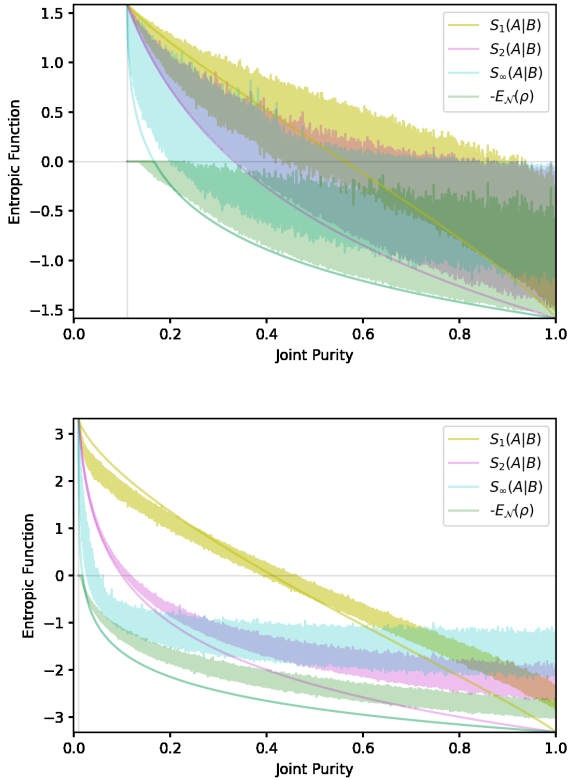 1.5
1.0
0.5
0.0
−0.5
−1.0
−1.5
Entropic Function
S₁(A|B)
S₂(A|B)
S∞(A|B)
-E𝒩(ρ)
0.0 0.2 0.4 0.6 0.8 1.0
Joint Purity
3
2
1
0
−1
−2
−3
Entropic Function
S₁(A|B)
S₂(A|B)
S∞(A|B)
-E𝒩(ρ)
0.0 0.2 0.4 0.6 0.8 1.0
Joint Purity